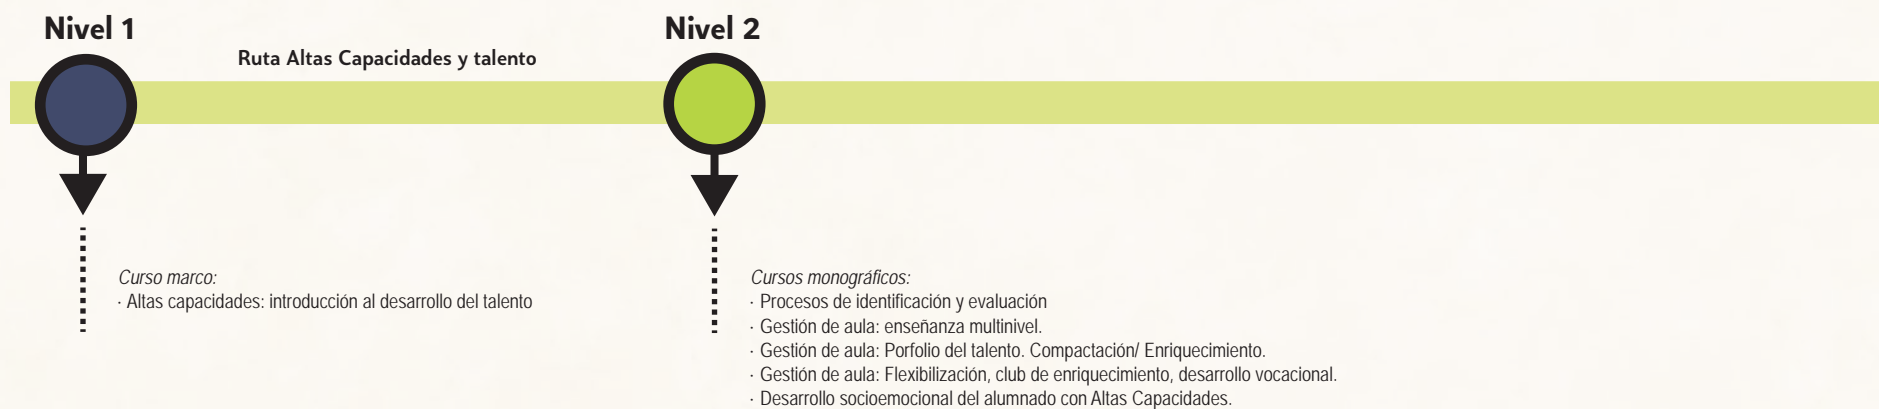 Nivel 1
Ruta Altas Capacidades y talento
Nivel 2
Curso marco:
· Altas capacidades: introducción al desarrollo del talento
Cursos monográficos:
· Procesos de identificación y evaluación
· Gestión de aula: enseñanza multinivel.
· Gestión de aula: Porfolio del talento. Compactación/ Enriquecimiento.
· Gestión de aula: Flexibilización, club de enriquecimiento, desarrollo vocacional.
· Desarrollo socioemocional del alumnado con Altas Capacidades.